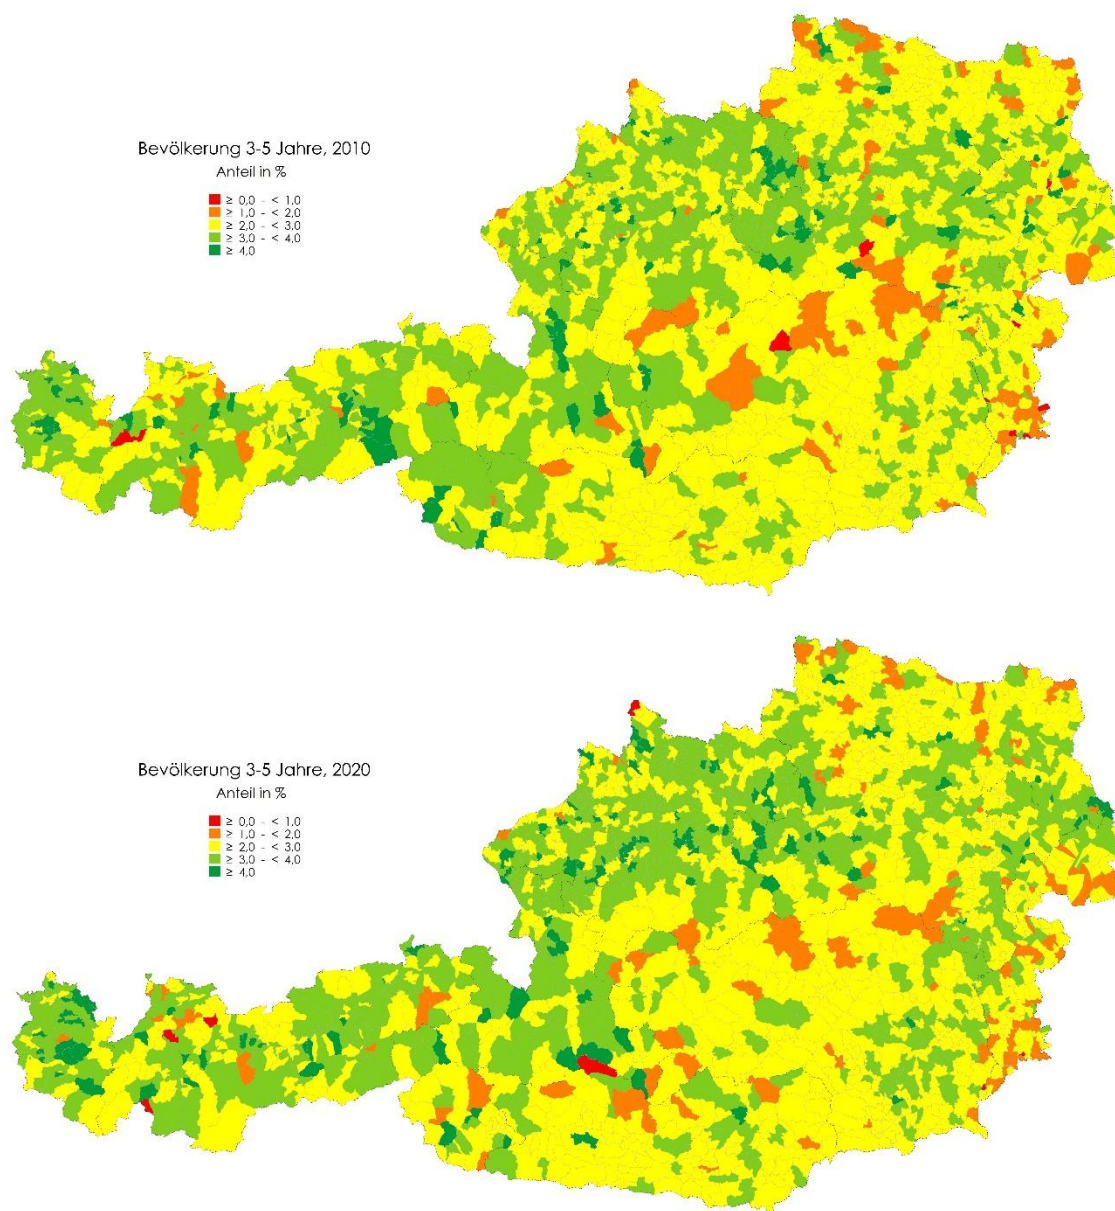 Bevölkerung 3-5 Jahre, 2010
Anteil in %
≥ 0,0 - < 1,0
≥ 1,0 - < 2,0
≥ 2,0 - < 3,0
≥ 3,0 - < 4,0
≥ 4,0
Bevölkerung 3-5 Jahre, 2020
Anteil in %
≥ 0,0 - < 1,0
≥ 1,0 - < 2,0
≥ 2,0 - < 3,0
≥ 3,0 - < 4,0
≥ 4,0